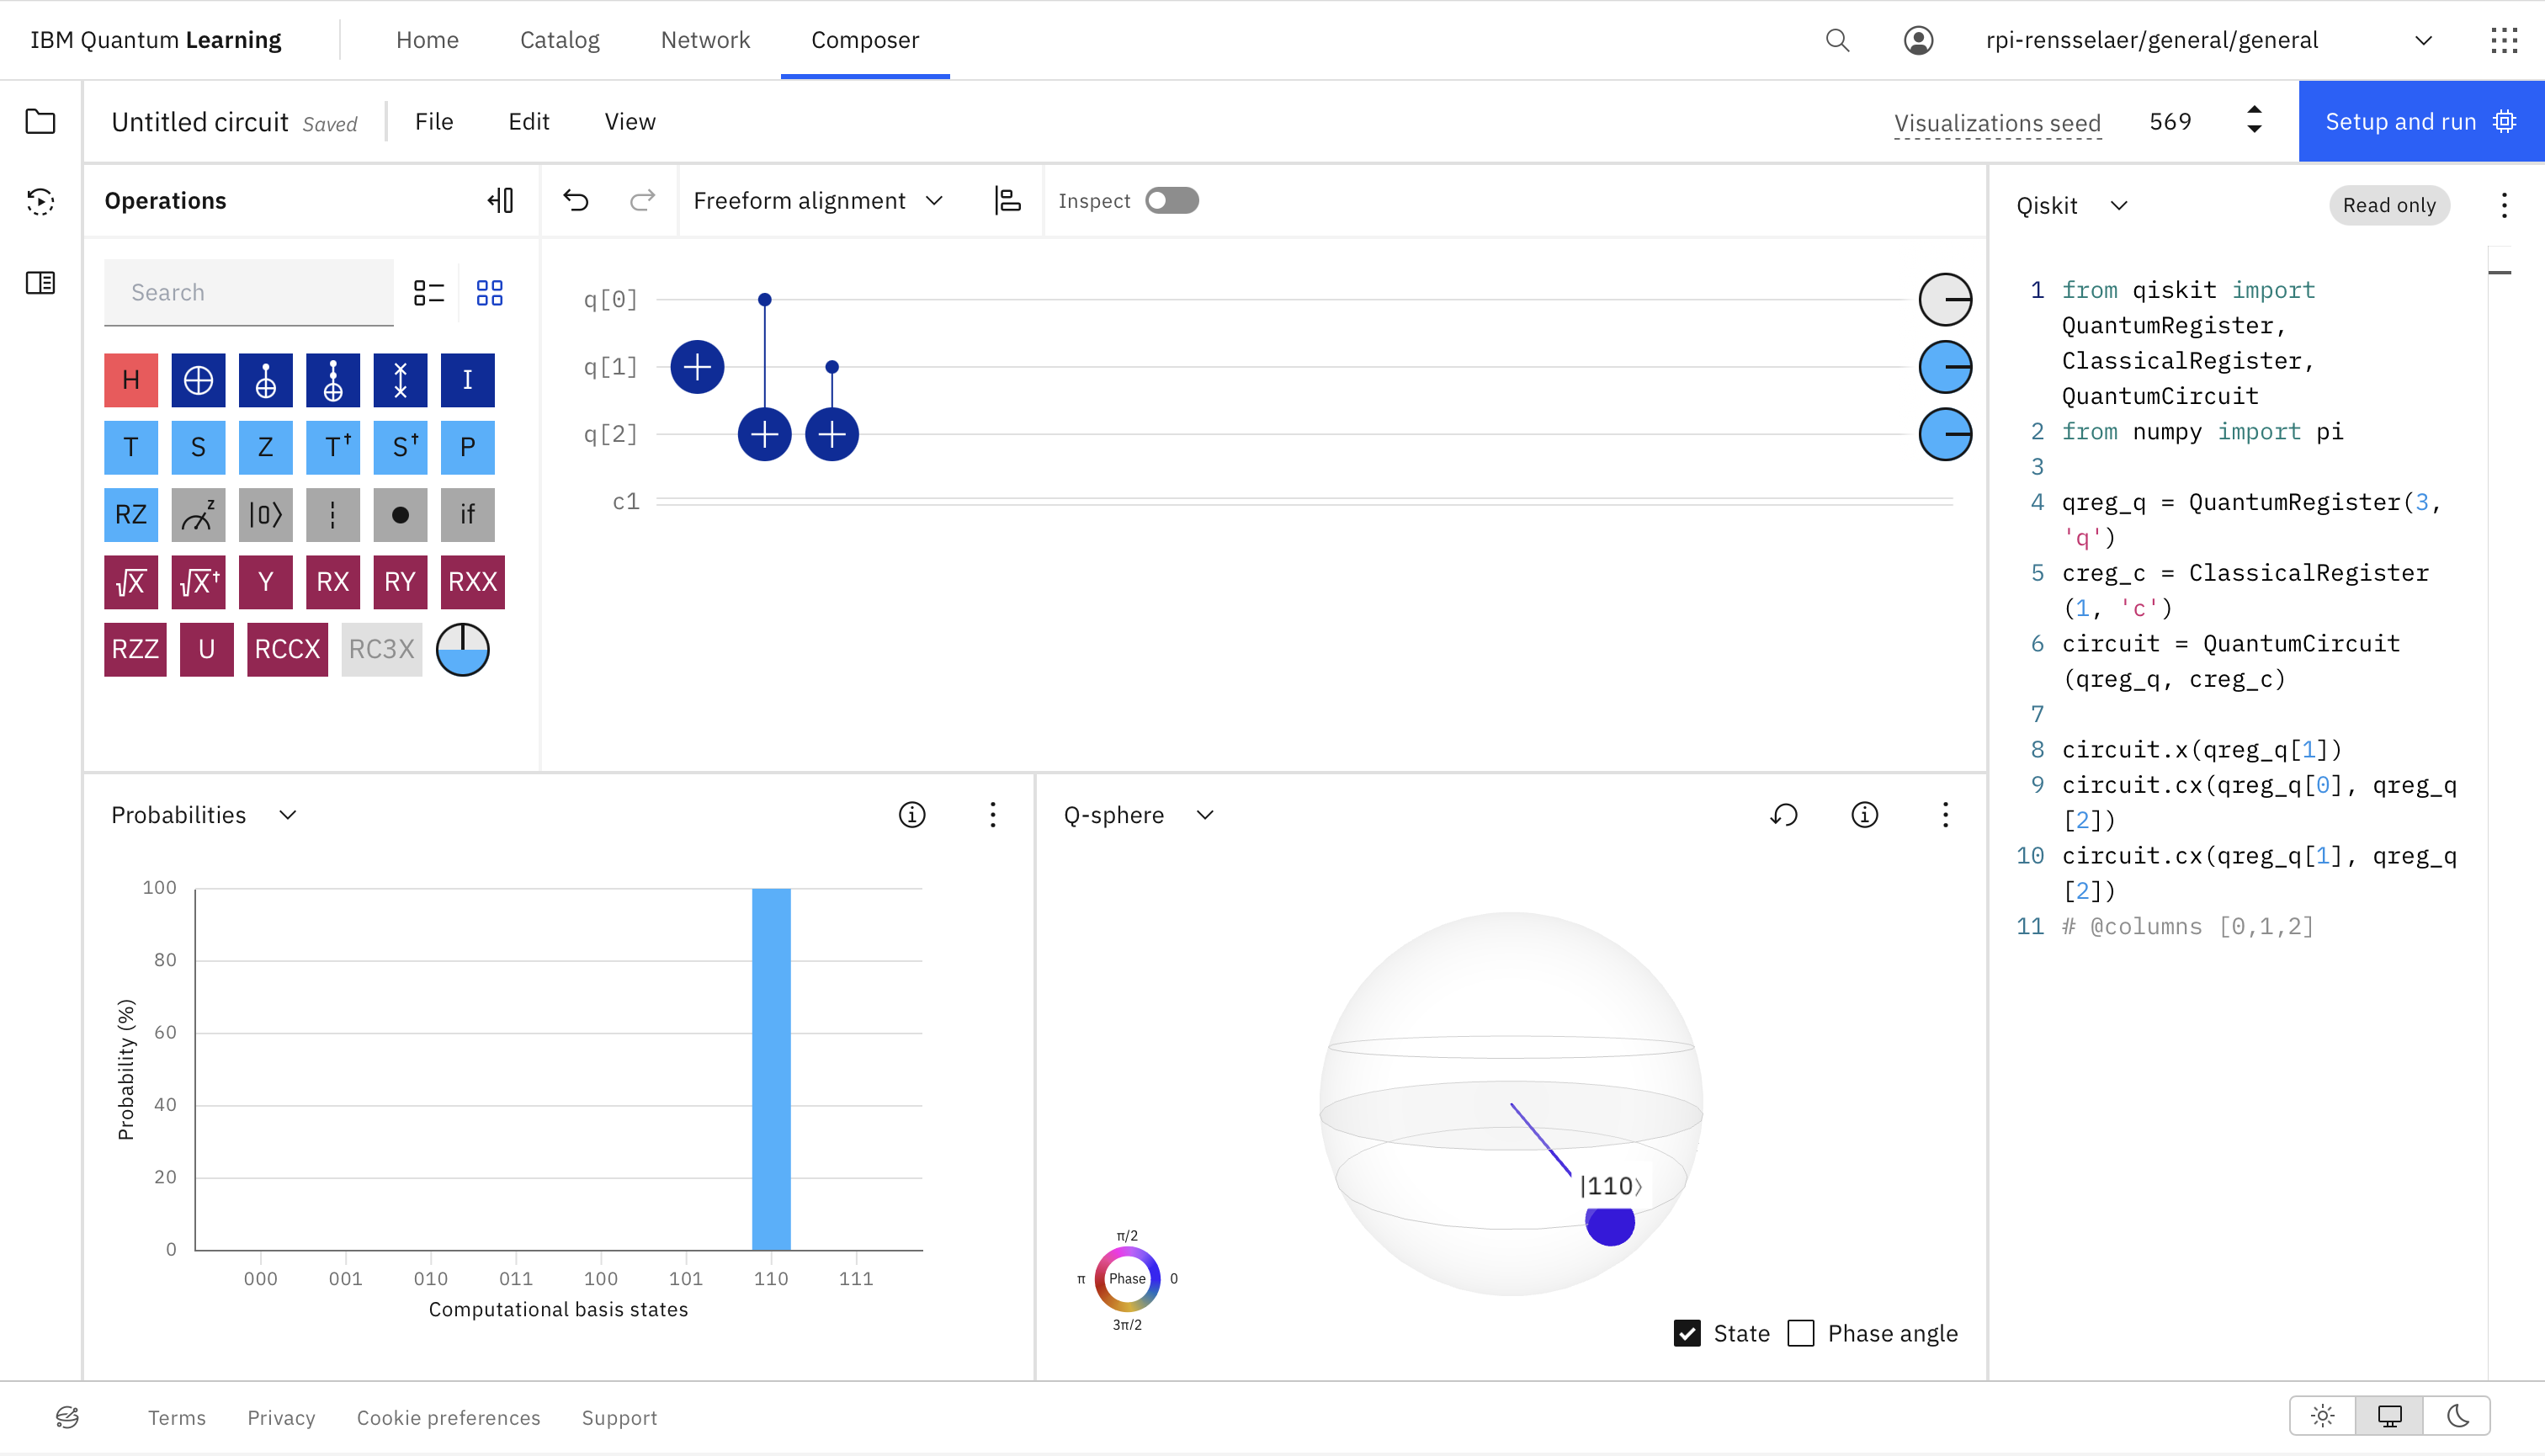 IBM Quantum Learning
Home
Catalog
Network
Composer
rpi-rensselaer/general/general
Untitled circuit Saved
File
Edit
View
Visualizations seed
569
Setup and run
Operations
Freeform alignment
Inspect
Search
H
I
T S Z T† S† P
RZ z |0⟩ if
√X √X† Y RX RY RXX
RZZ U RCCX RC3X
q[0]
q[1]
q[2]
c1
Qiskit
Read only
1 from qiskit import
QuantumRegister,
ClassicalRegister,
QuantumCircuit
2 from numpy import pi
3
4 qreg_q = QuantumRegister(3,
'q')
5 creg_c = ClassicalRegister
(1, 'c')
6 circuit = QuantumCircuit
(qreg_q, creg_c)
7
8 circuit.x(qreg_q[1])
9 circuit.cx(qreg_q[0], qreg_q
[2])
10 circuit.cx(qreg_q[1], qreg_q
[2])
11 # @columns [0,1,2]
Probabilities
Probability (%)
100
80
60
40
20
0
000 001 010 011 100 101 110 111
Computational basis states
Q-sphere
|110⟩
π/2
π Phase 0
3π/2
State
Phase angle
Terms
Privacy
Cookie preferences
Support